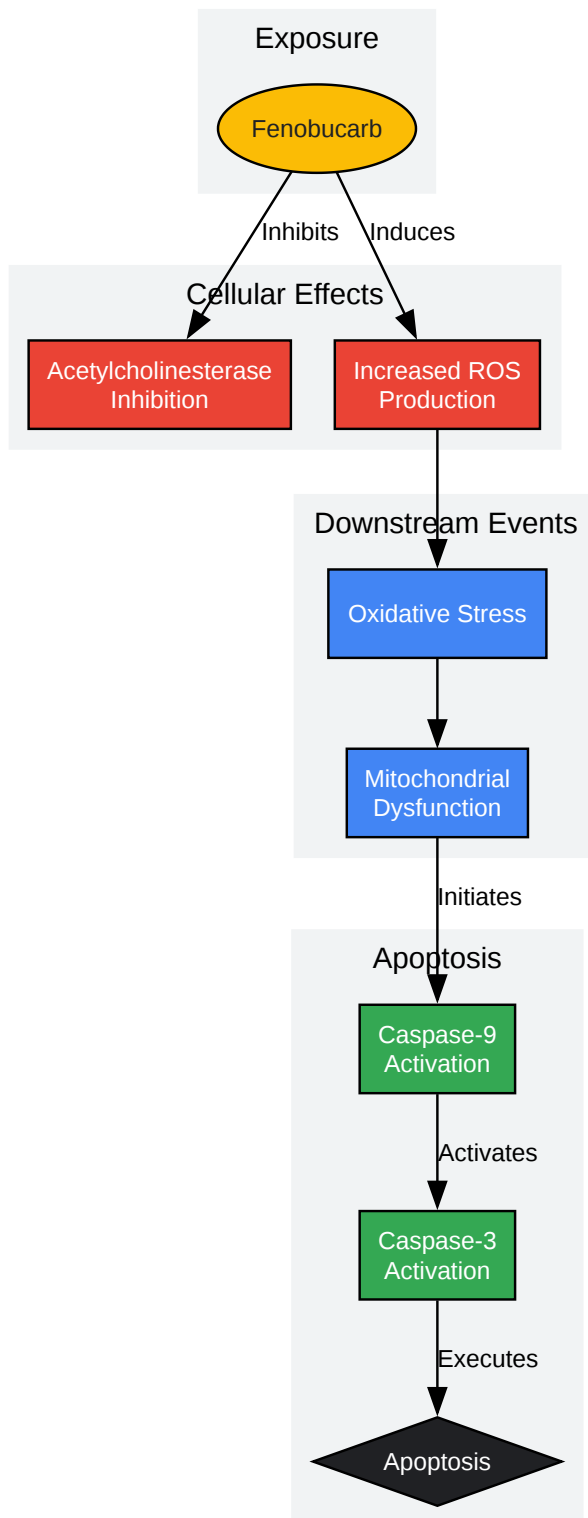 Exposure
Fenobucarb
Inhibits
Induces
Cellular Effects
Acetylcholinesterase
Inhibition
Increased ROS
Production
Downstream Events
Oxidative Stress
Mitochondrial
Dysfunction
Initiates
Apoptosis
Caspase-9
Activation
Activates
Caspase-3
Activation
Executes
Apoptosis